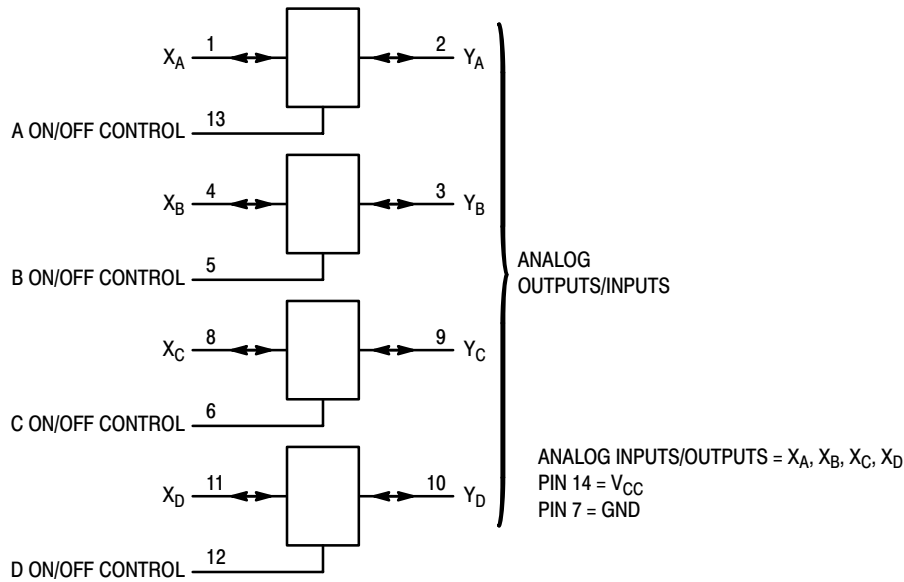 X_A 1 2 Y_A
A ON/OFF CONTROL 13
X_B 4 3 Y_B
B ON/OFF CONTROL 5
X_C 8 9 Y_C
C ON/OFF CONTROL 6
X_D 11 10 Y_D
D ON/OFF CONTROL 12
ANALOG
OUTPUTS/INPUTS
ANALOG INPUTS/OUTPUTS = X_A, X_B, X_C, X_D
PIN 14 = V_CC
PIN 7 = GND